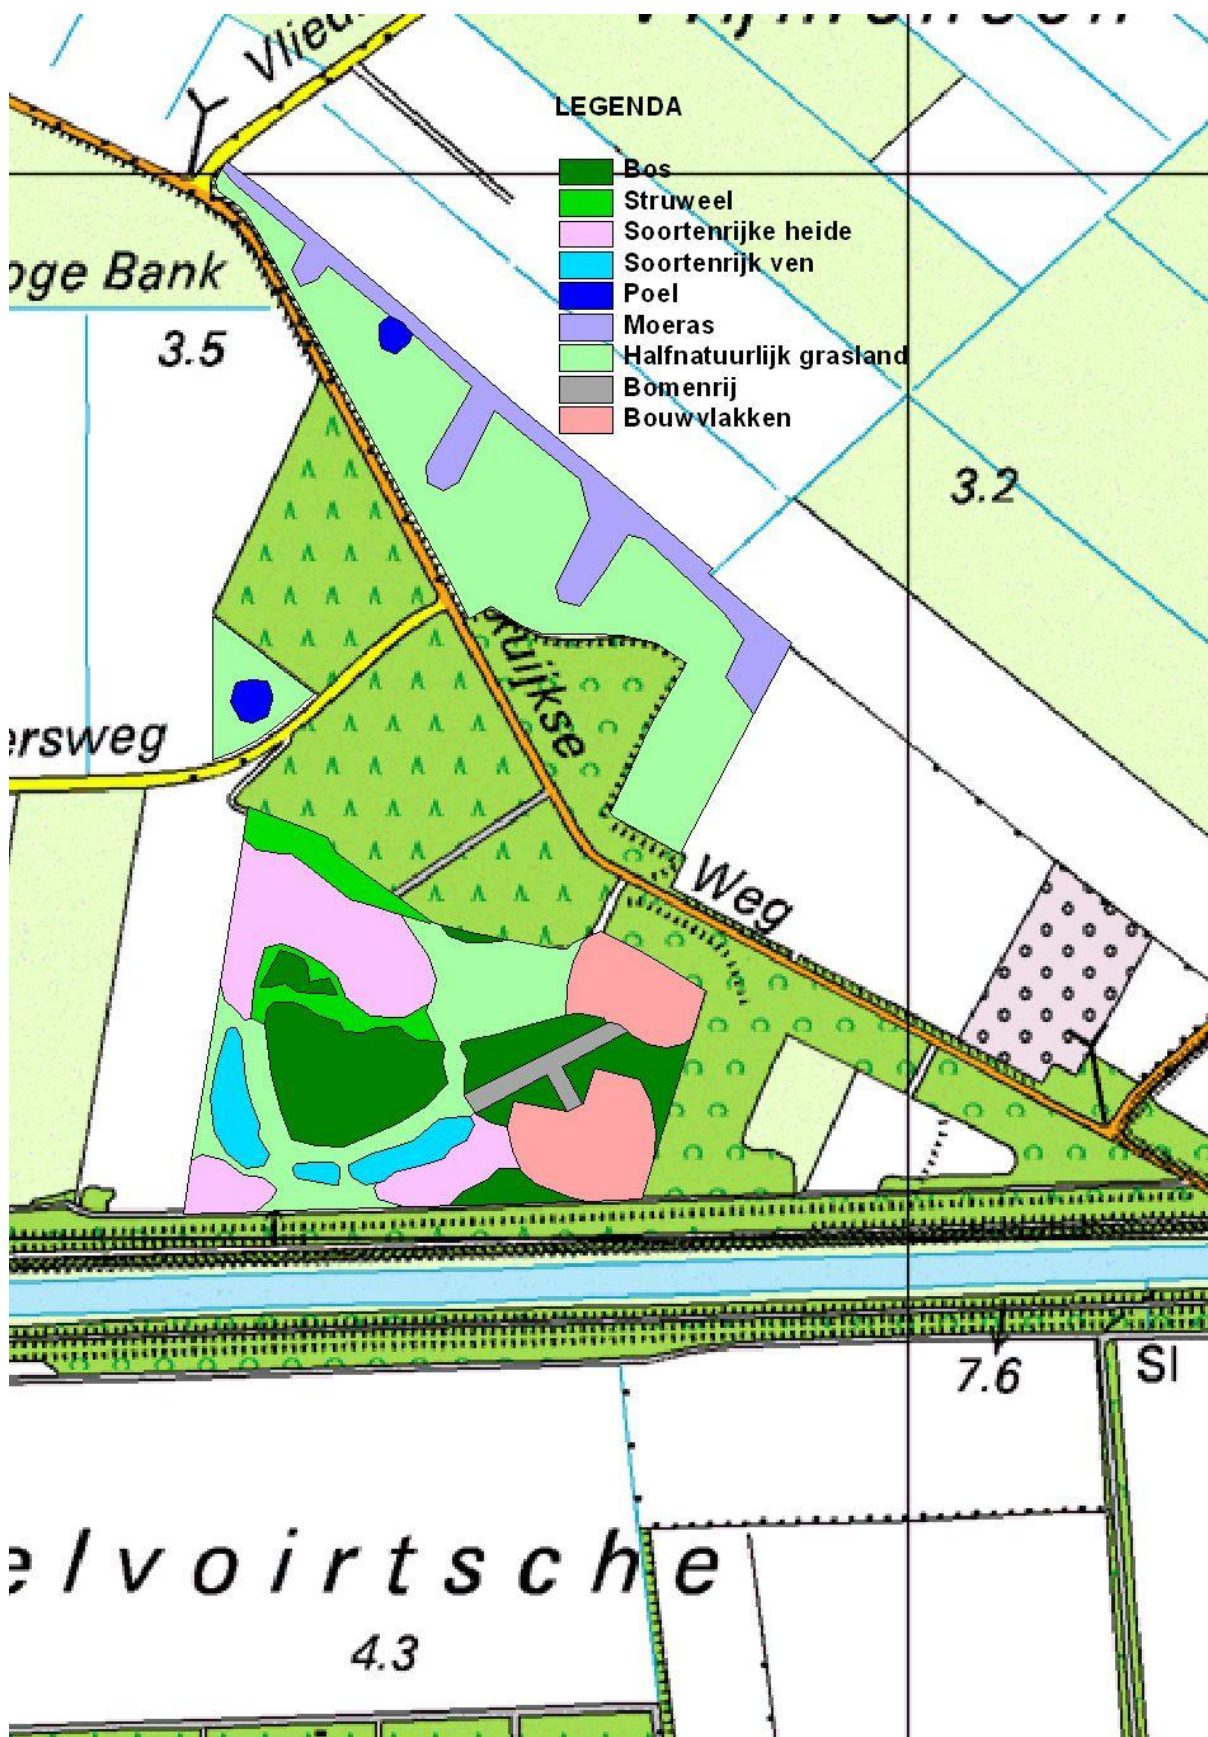 LEGENDA
Bos
Struweel
Soortenrijke heide
Soortenrijk ven
Poel
Moeras
Halfnatuurlijk grasland
Bomenrij
Bouwvlakken
oge Bank
3.5
3.2
ersweg
uijkse
Weg
7.6
Sl
elvoirtsche
4.3